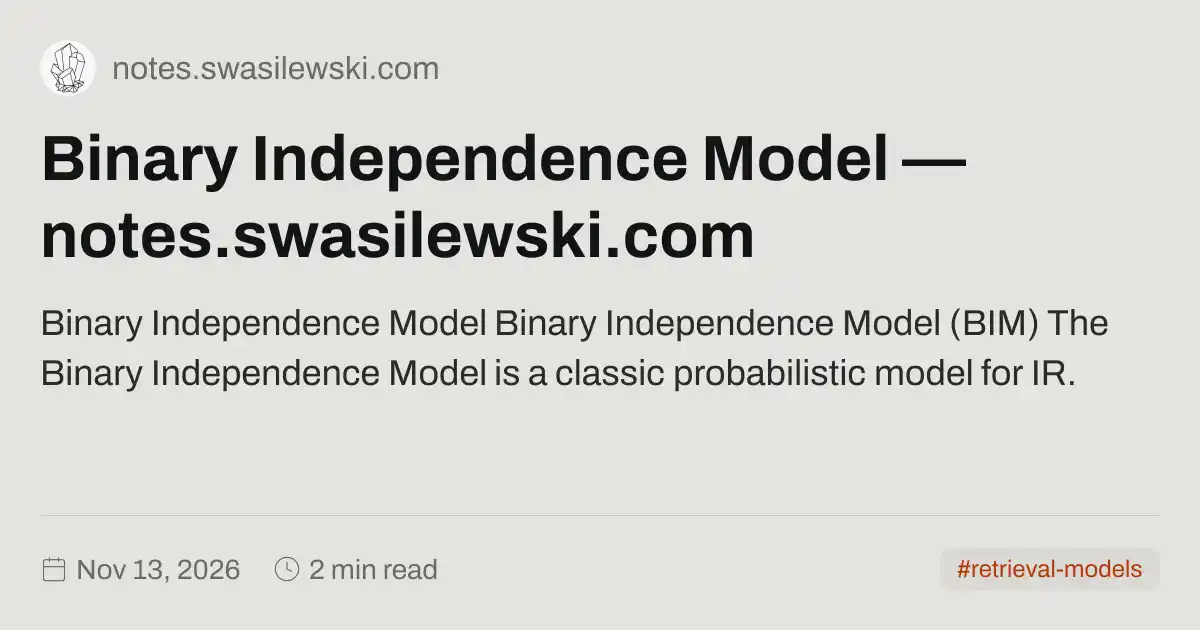 notes.swasilewski.com
Binary Independence Model —
notes.swasilewski.com
Binary Independence Model Binary Independence Model (BIM) The
Binary Independence Model is a classic probabilistic model for IR.
Nov 13, 2026
2 min read
#retrieval-models